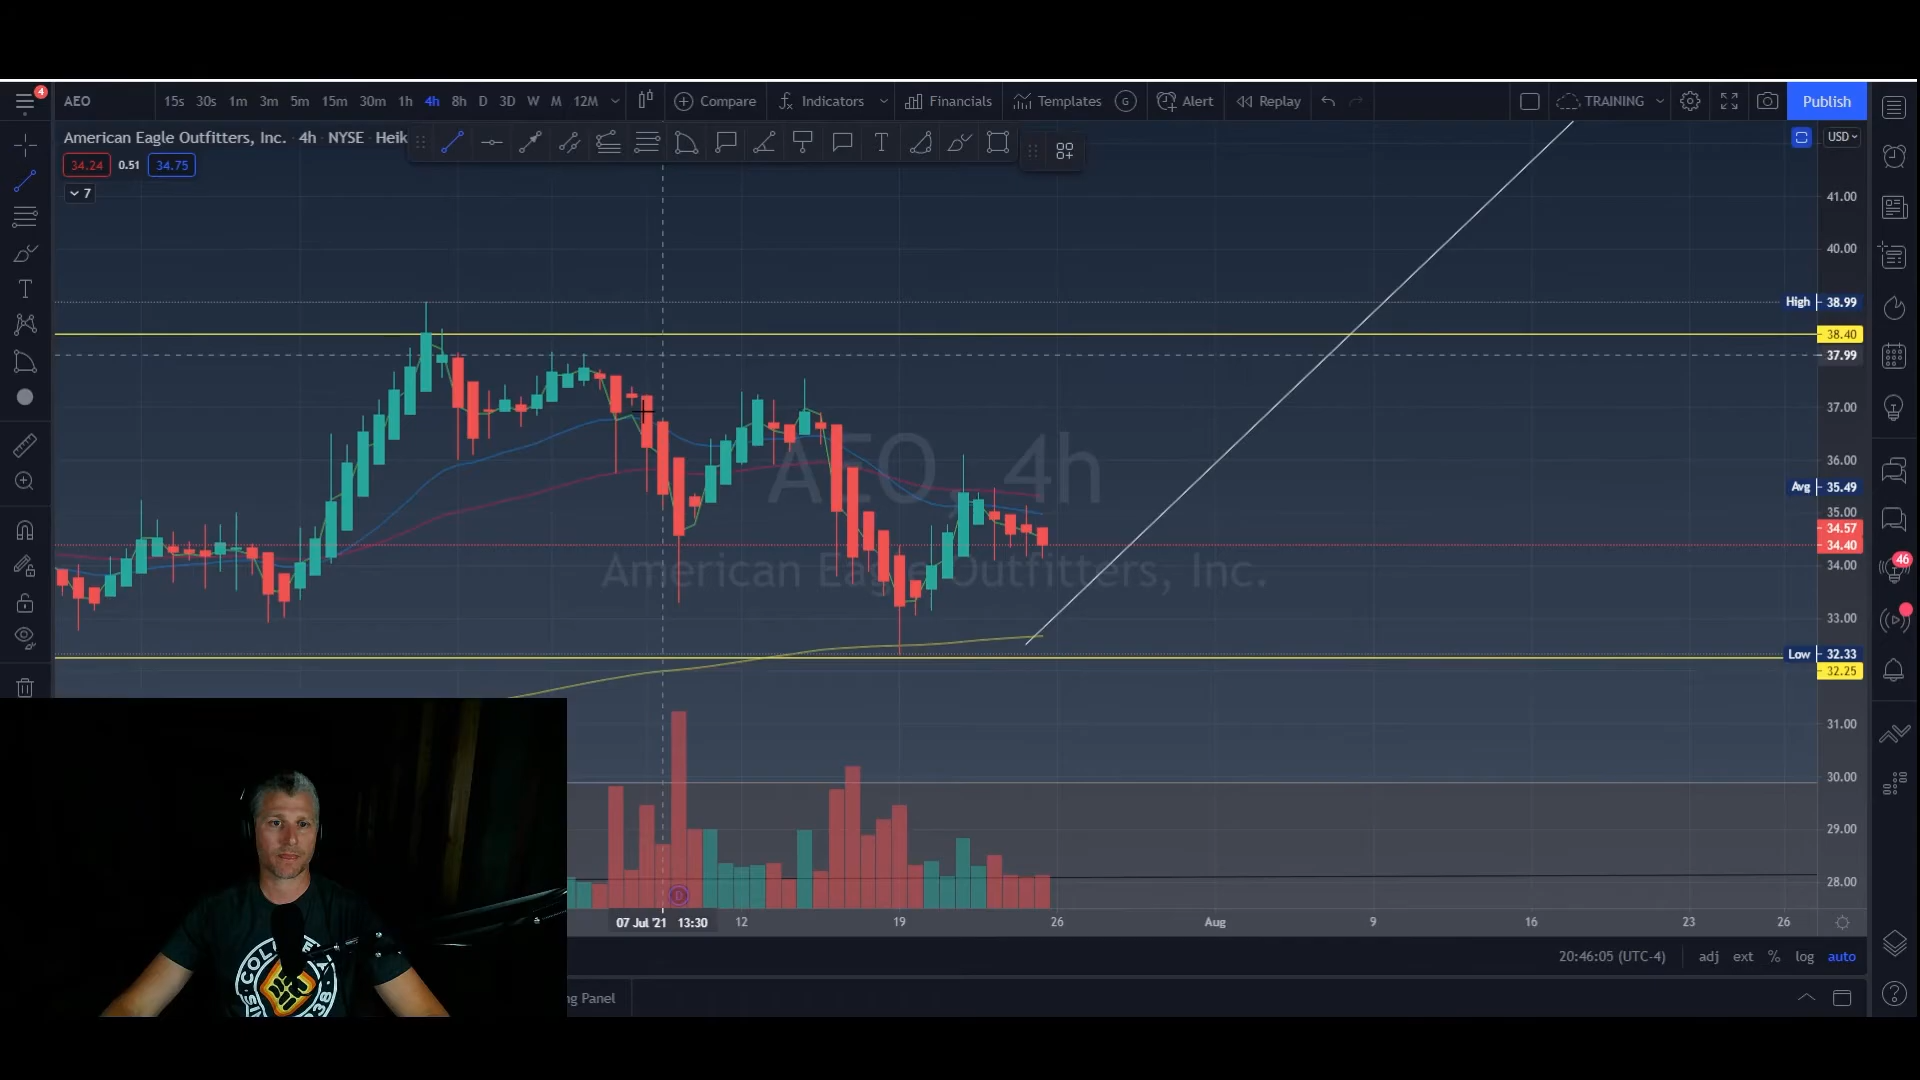 4
AEO 15s 30s 1m 3m 5m 15m 30m 1h 4h 8h D 3D W M 12M Compare Indicators Financials Templates G Alert Replay TRAINING Publish
American Eagle Outfitters, Inc. · 4h · NYSE · Heik
USD
34.24 0.51 34.75
7
41.00
40.00
High 38.99
38.40
37.99
37.00
36.00
AEO, 4h
Avg 35.49
35.00
34.57
34.40
46
34.00
American Eagle Outfitters, Inc.
33.00
Low 32.33
32.25
31.00
30.00
29.00
28.00
D
07 Jul '21 13:30 12 19 26 Aug 9 16 23 26
20:46:05 (UTC-4) adj ext % log auto
ng Panel